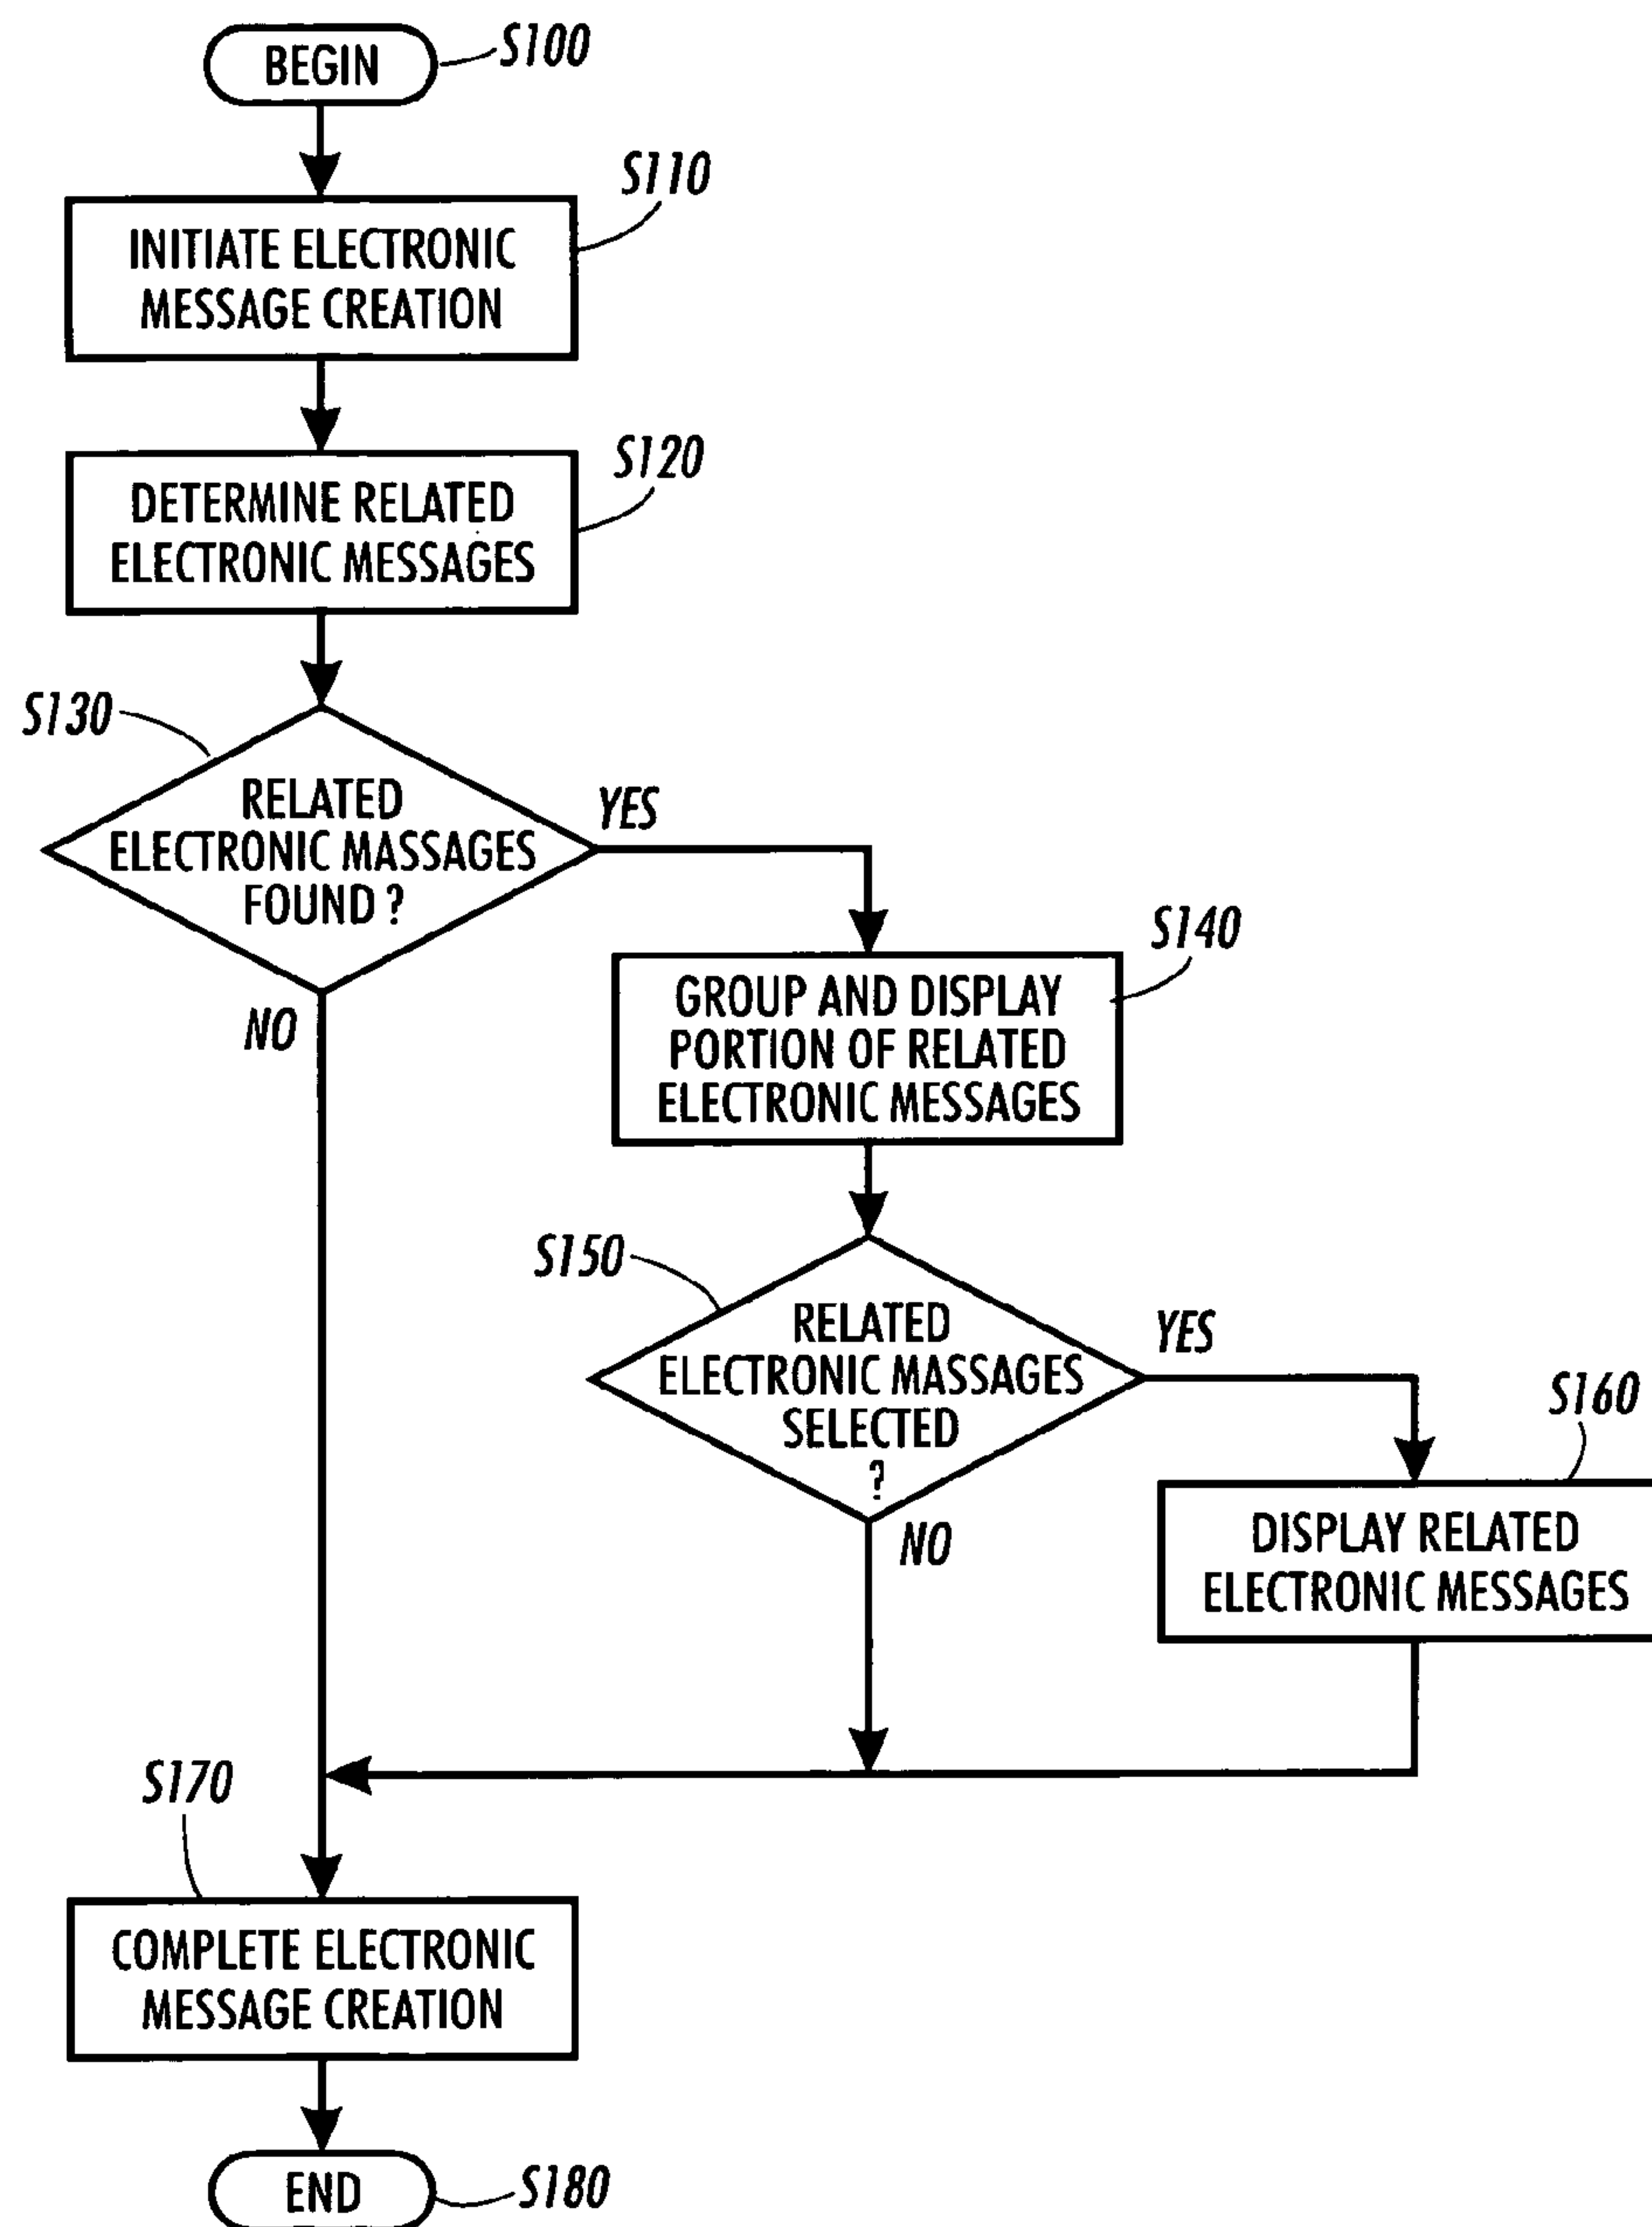 BEGIN
S100
S110
INITIATE ELECTRONIC
MESSAGE CREATION
S120
DETERMINE RELATED
ELECTRONIC MESSAGES
S130
RELATED
ELECTRONIC MASSAGES
FOUND ?
YES
NO
S140
GROUP AND DISPLAY
PORTION OF RELATED
ELECTRONIC MESSAGES
S150
RELATED
ELECTRONIC MASSAGES
SELECTED
?
YES
NO
S160
DISPLAY RELATED
ELECTRONIC MESSAGES
S170
COMPLETE ELECTRONIC
MESSAGE CREATION
END
S180